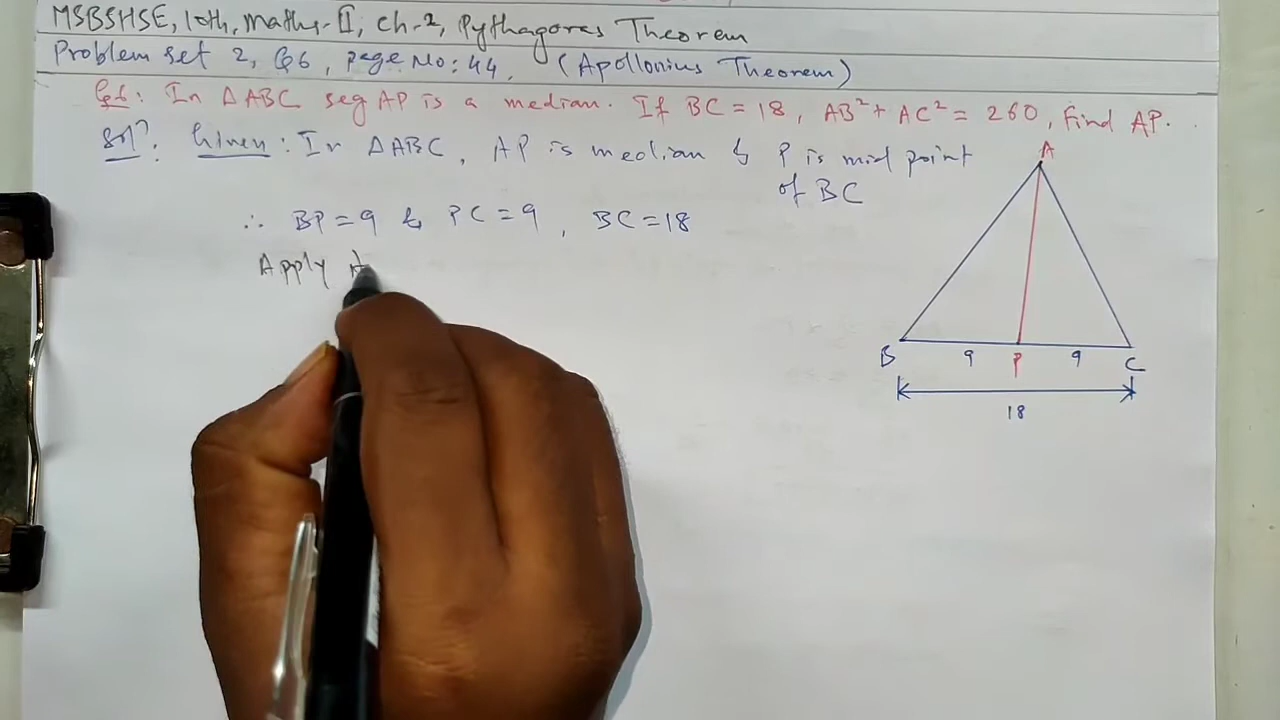 MSBSHSE, 10th, Maths-II, Ch-2, Pythagoras Theorem
Problem set 2, Q6, page No: 44, (Apollonius Theorem)
Q6: In ΔABC seg AP is a median. If BC = 18, AB² + AC² = 260, Find AP.
Solⁿ: Given: In ΔABC, AP is median & P is mid point
of BC
∴ BP = 9 & PC = 9, BC = 18
Apply A
A
B 9 P 9 C
18